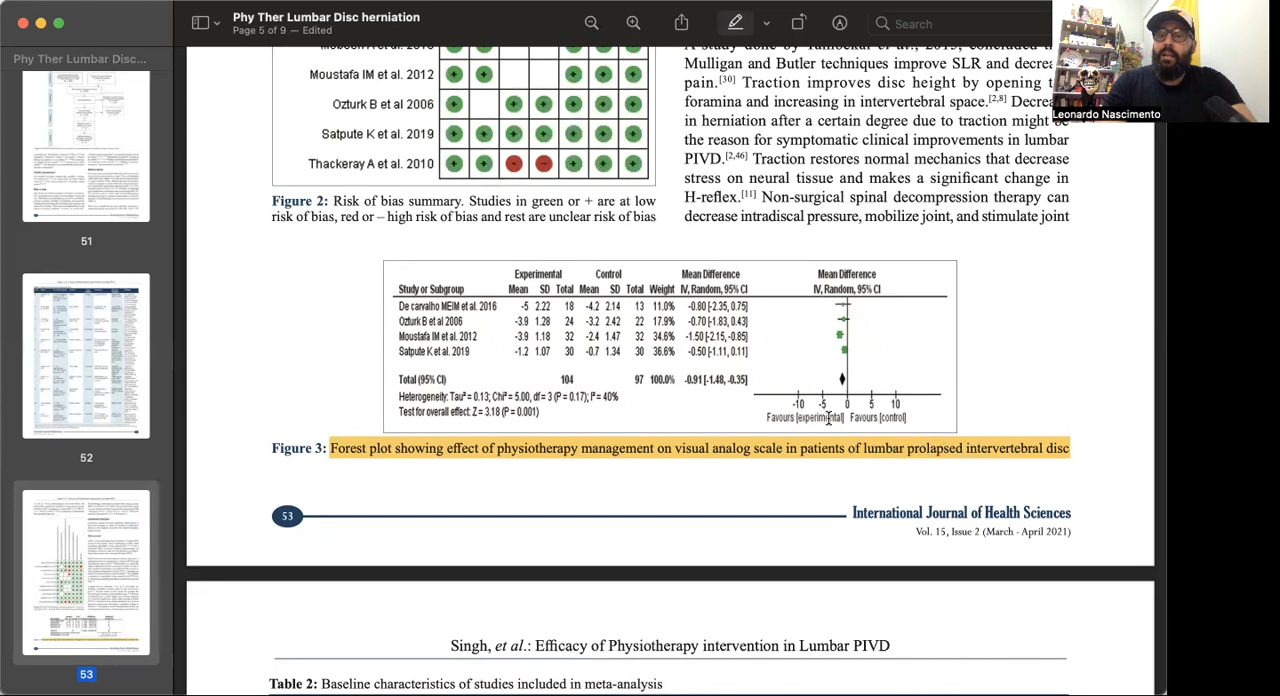 Phy Ther Lumbar Disc herniation
Page 5 of 9 — Edited
Search
Phy Ther Lumbar Disc...
51
52
53
Leonardo Nascimento
Moustafa IM et al. 2012
Ozturk B et al 2006
Satpute K et al. 2019
Thackeray A et al. 2010
Figure 2: Risk of bias summary. Studies in green or + are at low
risk of bias, red or – high risk of bias and rest are unclear risk of bias
Mulligan and Butler techniques improve SLR and decrea
pain.[30] Traction improves disc height by opening
foramina and increasing in intervertebral space.[2,8] Decrea
in herniation after a certain degree due to traction might be
the reason for symptomatic clinical improvements in lumbar
PIVD.[2,46] Traction restores normal mechanics that decrease
stress on neural tissue and makes a significant change in
H-reflex.[1] Non-surgical spinal decompression therapy can
decrease intradiscal pressure, mobilize joint, and stimulate joint
Experimental Control Mean Difference Mean Difference
Study or Subgroup Mean SD Total Mean SD Total Weight IV, Random, 95% CI IV, Random, 95% CI
De carvalho MEIM et al. 2016 -5 2.22 18 -4.2 2.14 13 11.0% -0.80 [-2.35, 0.75]
Ozturk B et al 2006 -3.9 1.28 24 -3.2 2.42 22 17.9% -0.70 [-1.83, 0.43]
Moustafa IM et al. 2012 -3.9 1.18 32 -2.4 1.47 32 34.6% -1.50 [-2.15, -0.85]
Satpute K et al. 2019 -1.2 1.07 30 -0.7 1.34 30 36.6% -0.50 [-1.11, 0.11]
Total (95% CI) 104 97 100.0% -0.91 [-1.48, -0.35]
Heterogeneity: Tau² = 0.13; Chi² = 5.00, df = 3 (P = 0.17); I² = 40%
Test for overall effect: Z = 3.18 (P = 0.001)
-10 -5 0 5 10
Favours [experimental] Favours [control]
Figure 3: Forest plot showing effect of physiotherapy management on visual analog scale in patients of lumbar prolapsed intervertebral disc
53
International Journal of Health Sciences
Vol. 15, Issue 2 (March - April 2021)
Singh, et al.: Efficacy of Physiotherapy intervention in Lumbar PIVD
Table 2: Baseline characteristics of studies included in meta-analysis